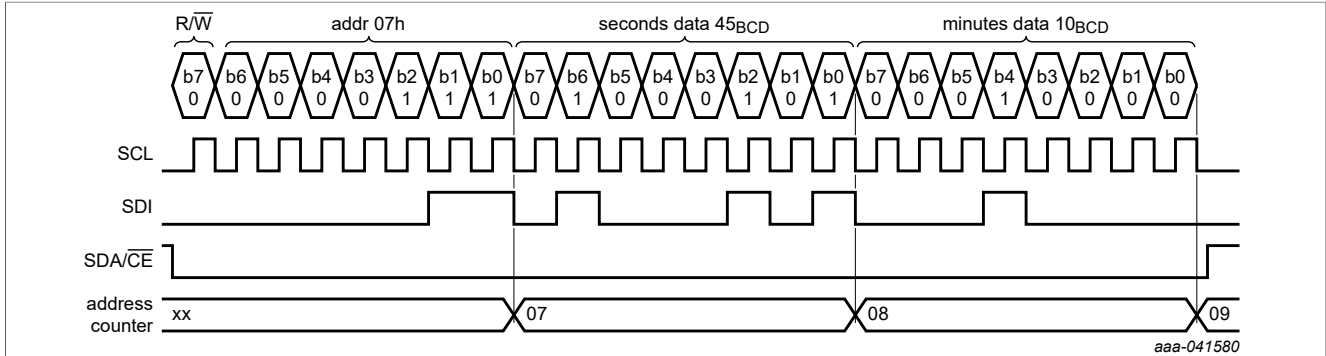 R/W addr 07h seconds data 45BCD minutes data 10BCD
b7 b6 b5 b4 b3 b2 b1 b0 b7 b6 b5 b4 b3 b2 b1 b0 b7 b6 b5 b4 b3 b2 b1 b0
0 0 0 0 0 1 1 1 0 1 0 0 0 1 0 1 0 0 0 1 0 0 0 0
SCL
SDI
SDA/CE
address
counter
xx 07 08 09
aaa-041580